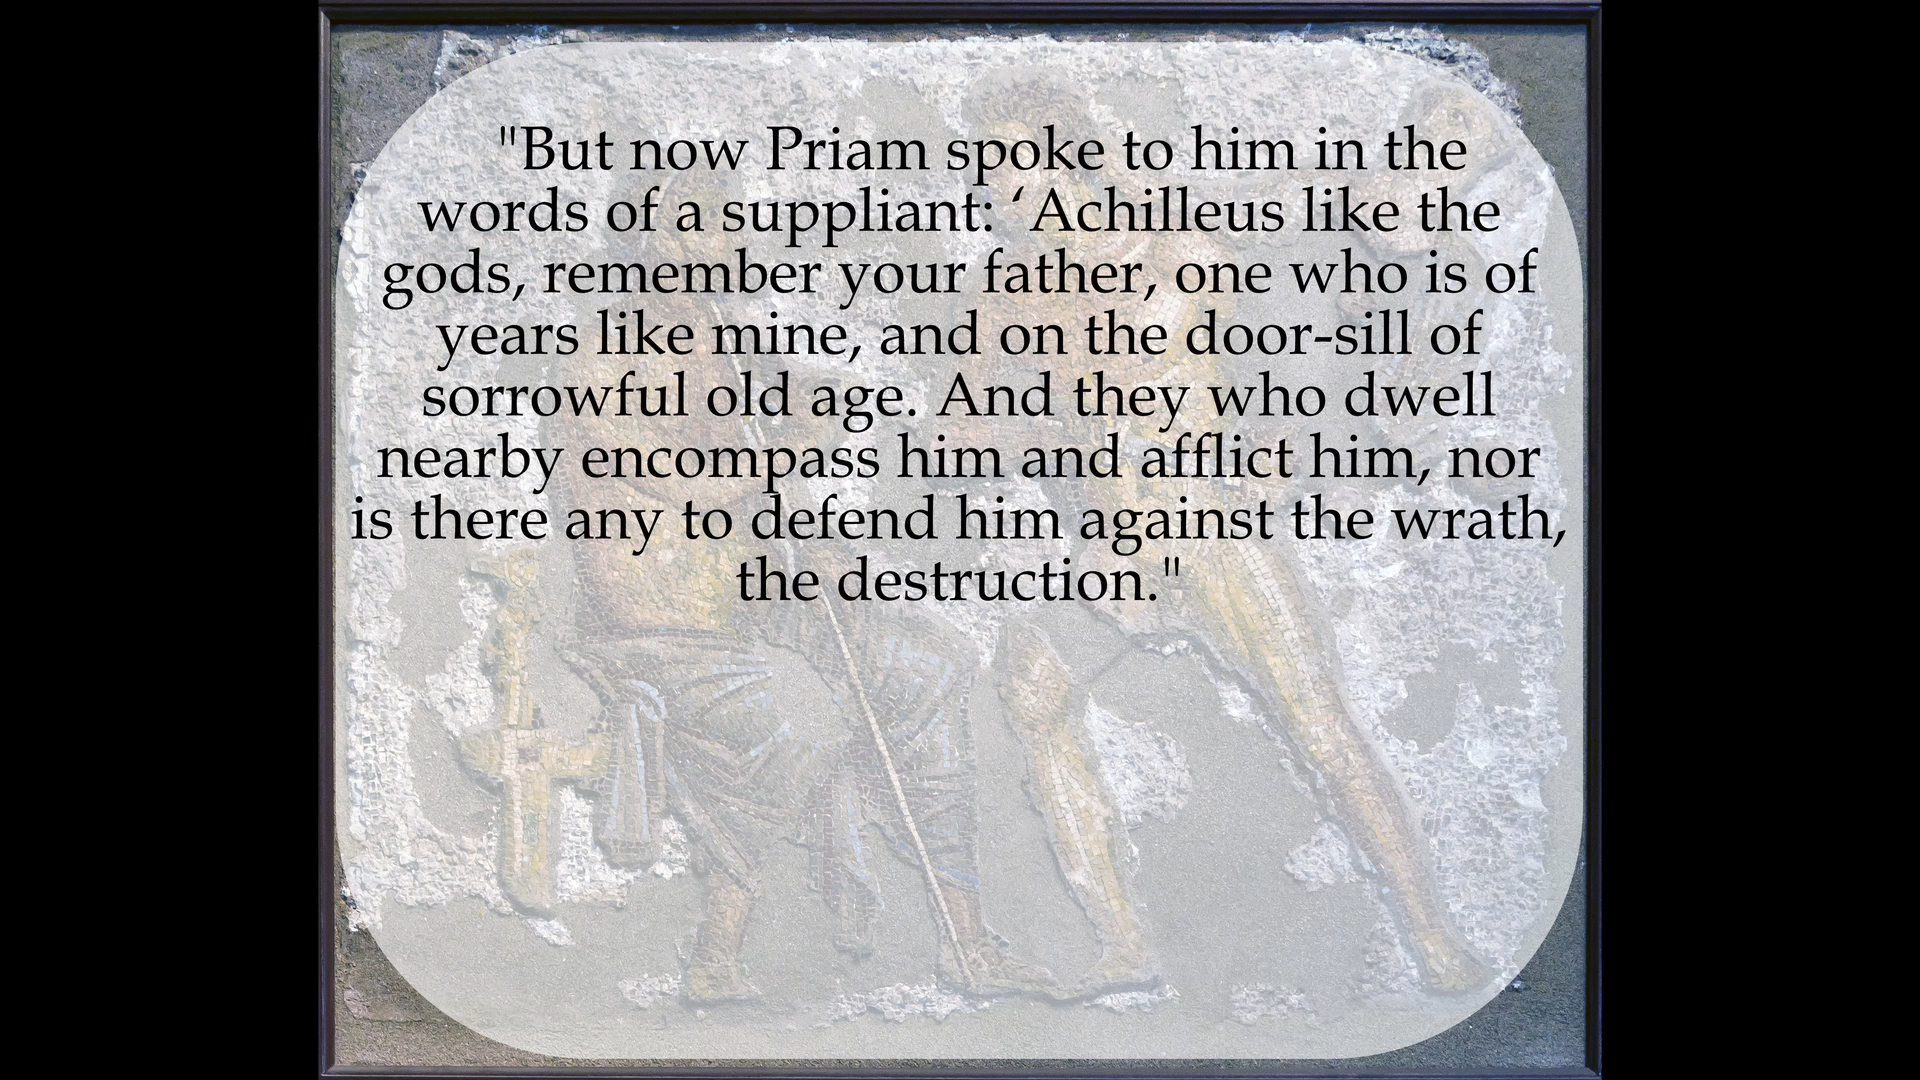 "But now Priam spoke to him in the
words of a suppliant: ‘Achilleus like the
gods, remember your father, one who is of
years like mine, and on the door-sill of
sorrowful old age. And they who dwell
nearby encompass him and afflict him, nor
is there any to defend him against the wrath,
the destruction."